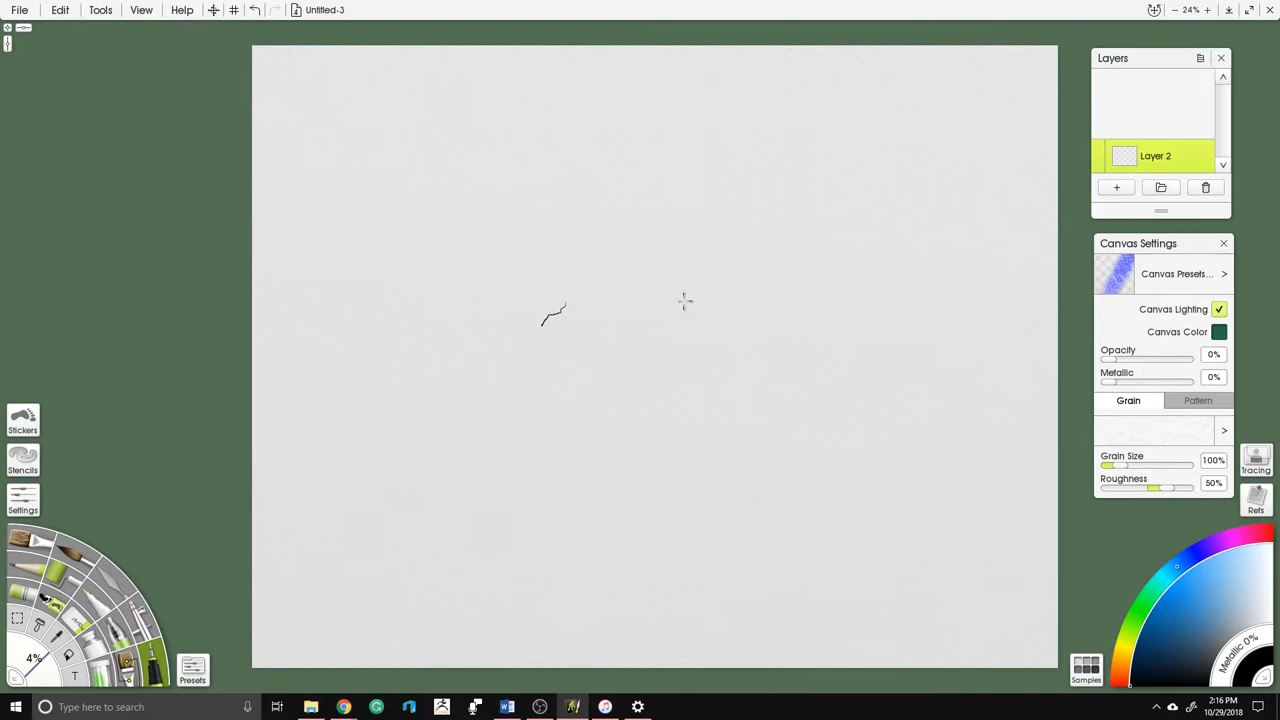 File Edit Tools View Help Untitled-3 24%
Layers
Layer 2
Canvas Settings
Canvas Presets...
Canvas Lighting
Canvas Color
Opacity 0%
Metallic 0%
Grain Pattern
Grain Size 100%
Roughness 50%
Stickers
Stencils
Settings
Tracing
Refs
4%
T
Presets
Metallic 0%
Samples
Type here to search
2:16 PM
10/29/2018